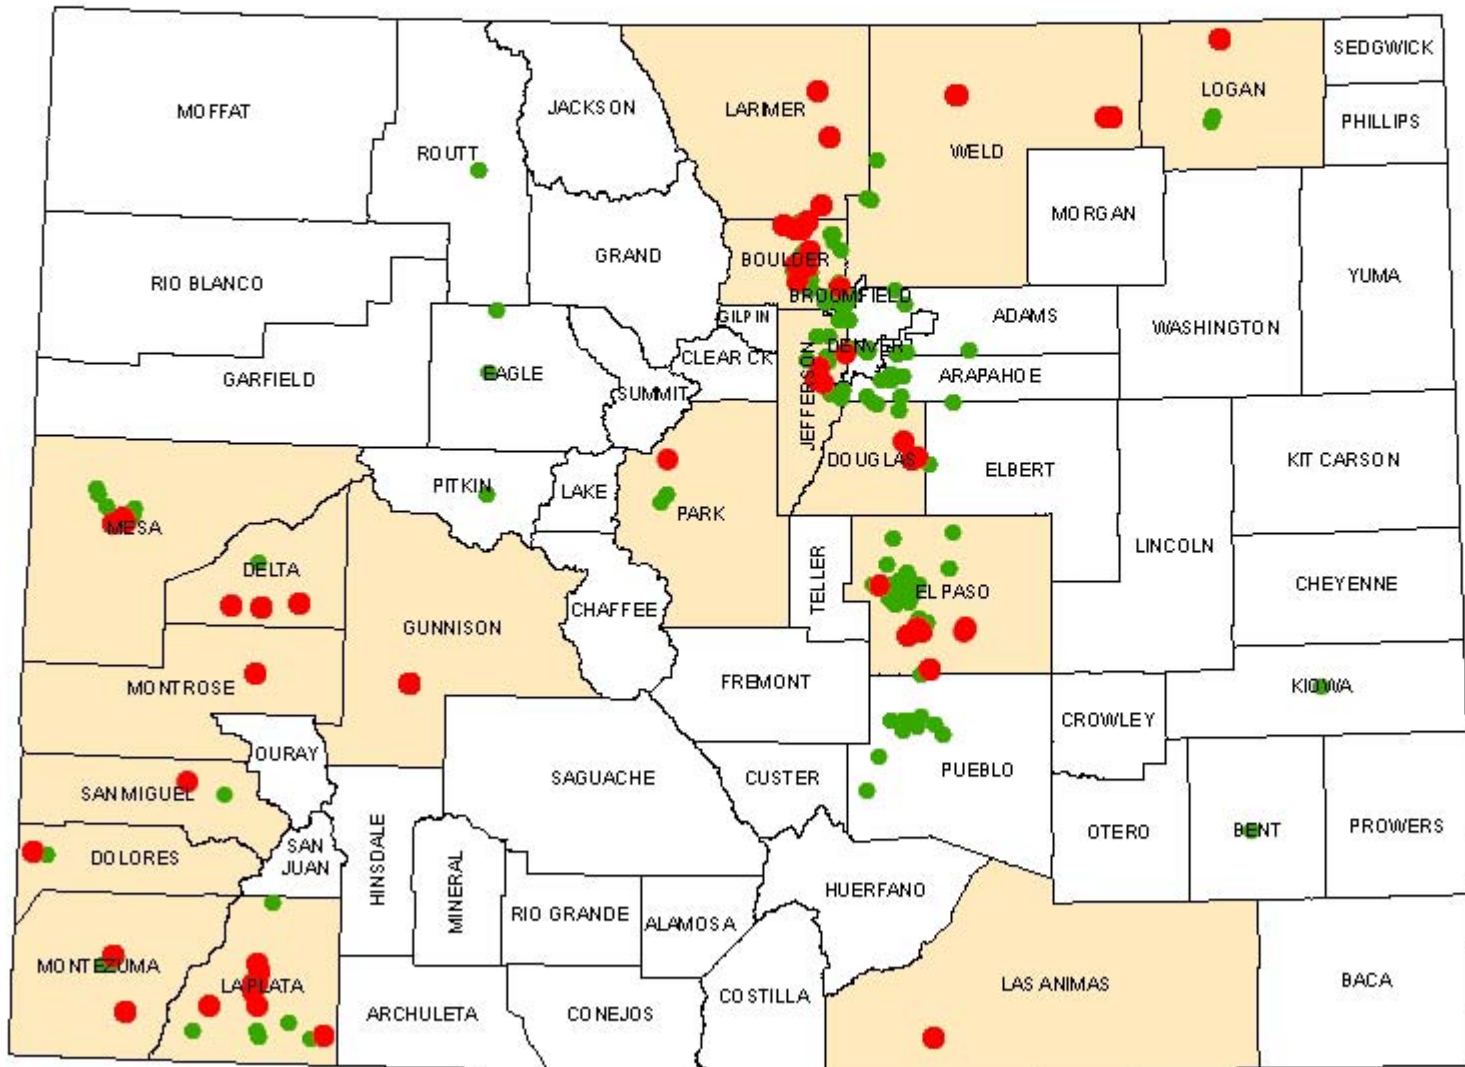 SEDGWICK
LOGAN
JACKSON
LARIMER
MOFFAT
PHILLIPS
ROUTT
WELD
MORGAN
GRAND
BOULDER
YUMA
RIO BLANCO
BROOMFIELD
GILPIN
ADAMS
WASHINGTON
DENVER
CLEAR CK
EAGLE
ARAPAHOE
GARFIELD
SUMMIT
JEFFERSON
DOUGLAS
ELBERT
KIT CARSON
PITKIN
LAKE
PARK
MESA
LINCOLN
DELTA
TELLER
EL PASO
CHEYENNE
CHAFFEE
GUNNISON
FREMONT
MONTROSE
KIOWA
CROWLEY
OURAY
SAGUACHE
CUSTER
PUEBLO
SAN MIGUEL
OTERO
BENT
PROWERS
DOLORES
SAN
JUAN
HINSDALE
MINERAL
HUERFANO
RIO GRANDE
ALAMOSA
MONTEZUMA
LA PLATA
LAS ANIMAS
BACA
COSTILLA
ARCHULETA
CONEJOS